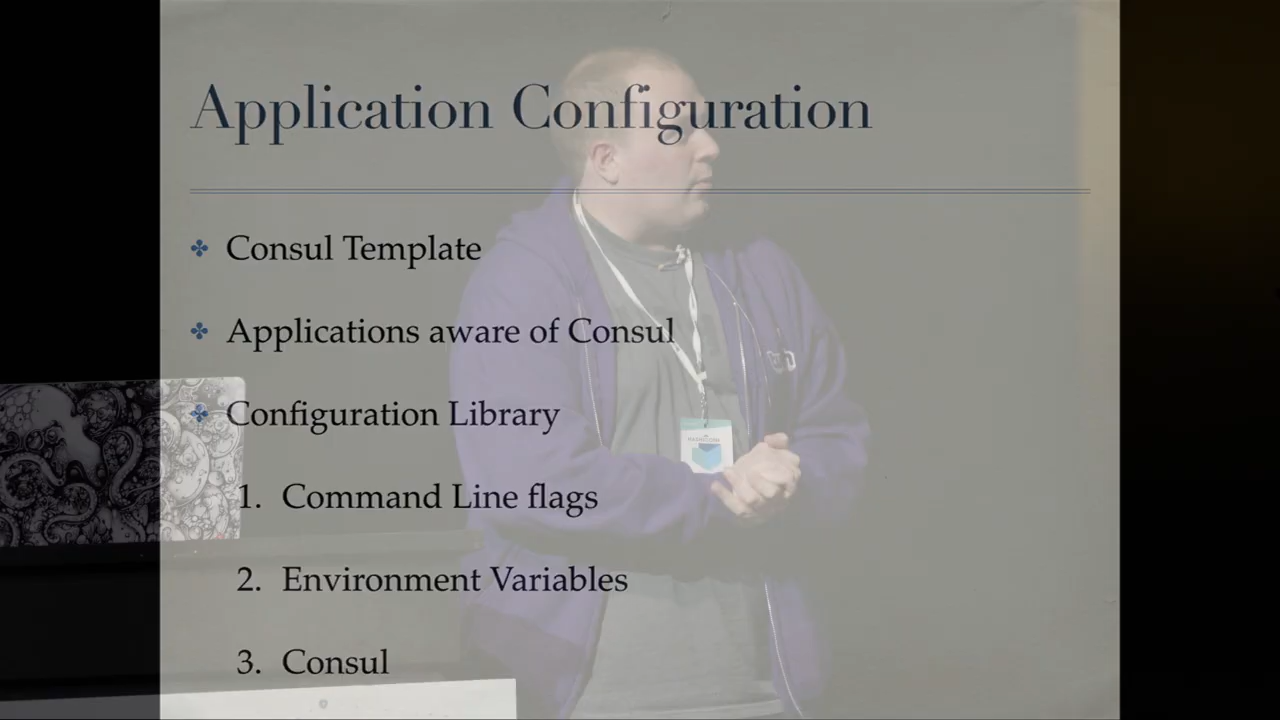 Application Configuration
Consul Template
Applications aware of Consul
Configuration Library
1. Command Line flags
2. Environment Variables
3. Consul